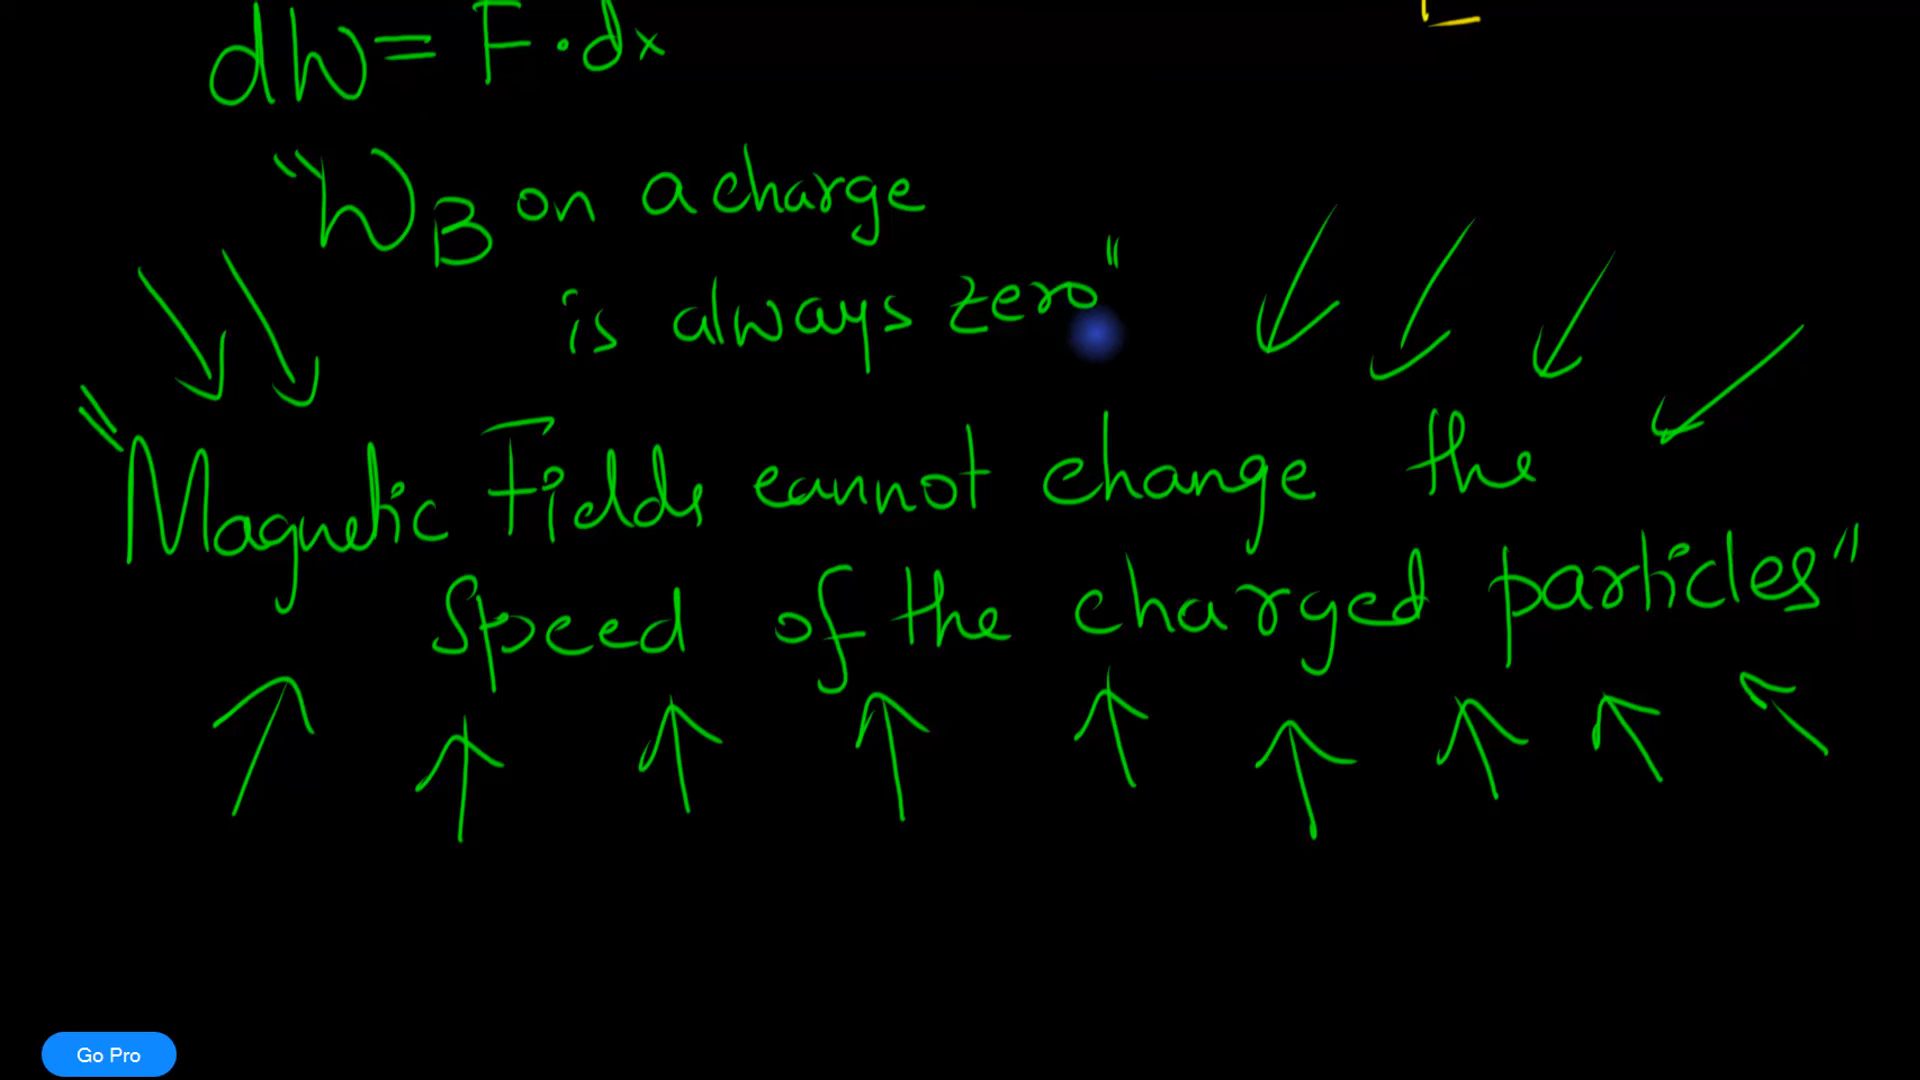 dW = F · dx
"W_B on a charge
is always zero"
"Magnetic Fields cannot change the
Speed of the charged particles"
Go Pro